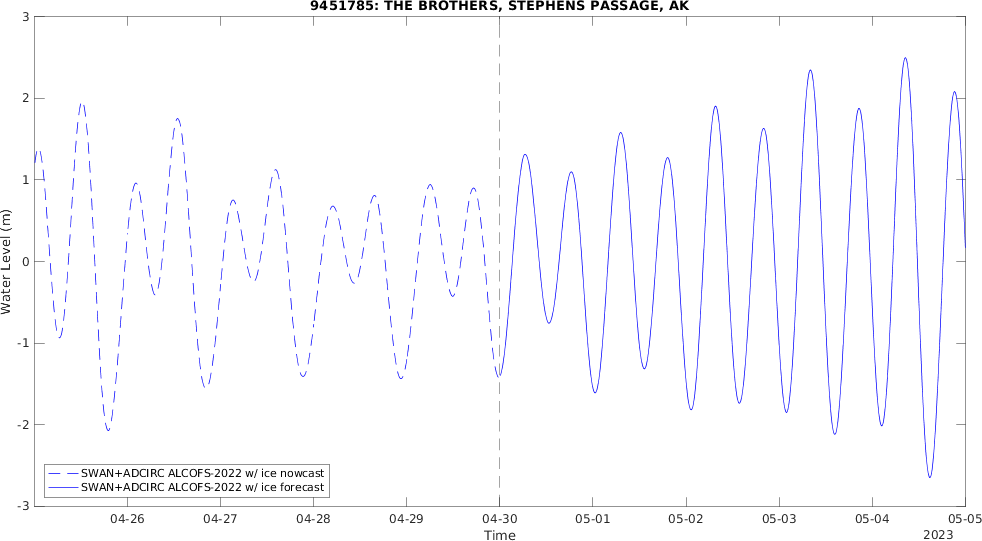 9451785: THE BROTHERS, STEPHENS PASSAGE, AK
3
2
1
0
-1
-2
-3
Water Level (m)
SWAN+ADCIRC ALCOFS-2022 w/ ice nowcast
SWAN+ADCIRC ALCOFS-2022 w/ ice forecast
04-26 04-27 04-28 04-29 04-30 05-01 05-02 05-03 05-04 05-05
Time
2023